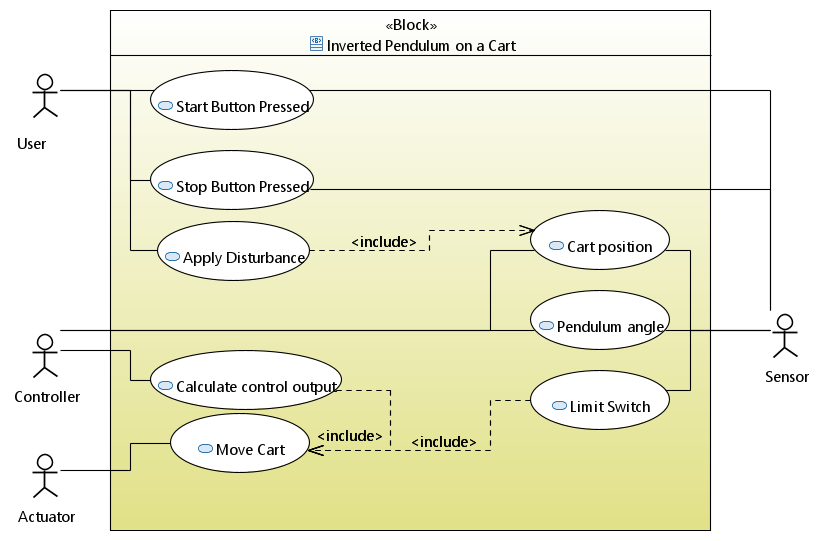 «Block»
Inverted Pendulum on a Cart
User
Start Button Pressed
Stop Button Pressed
Apply Disturbance
<include>
Cart position
Pendulum angle
Sensor
Controller
Calculate control output
Limit Switch
<include>
<include>
Move Cart
Actuator